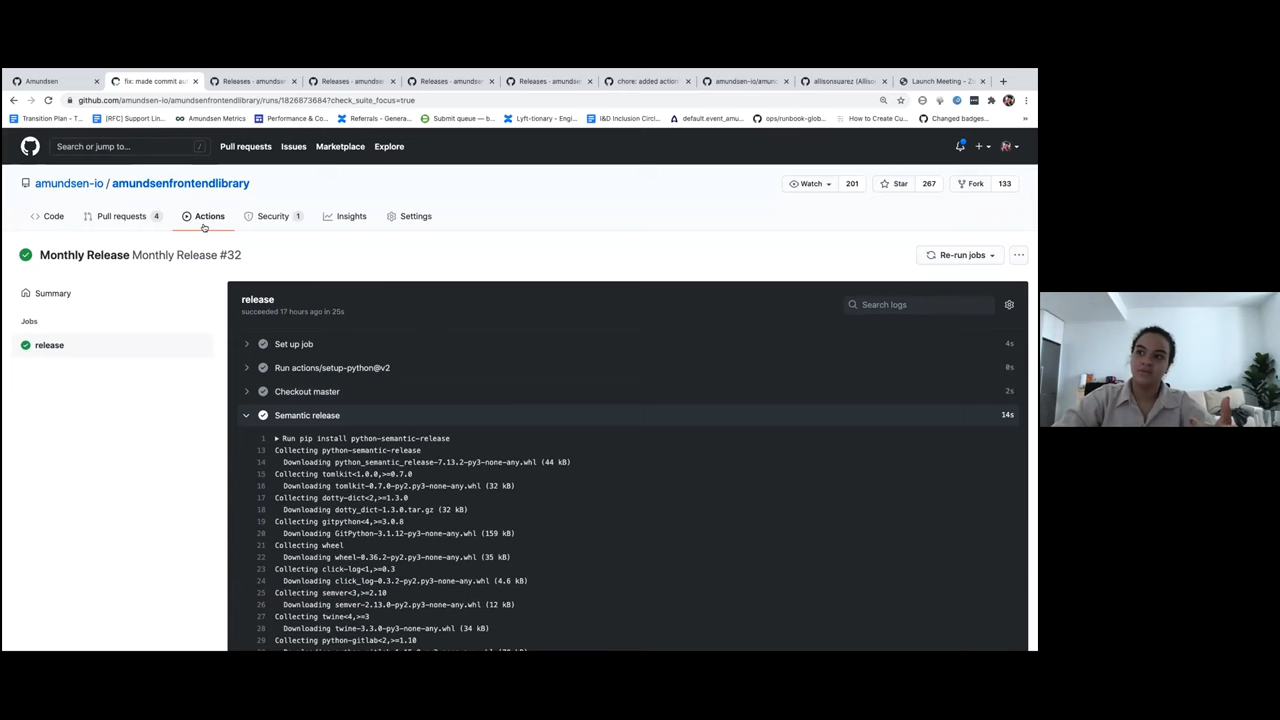 Amundsen
fix: made commit au
Releases · amundse
Releases · amundse
Releases · amundse
Releases · amundse
chore: added action
amundsen-io/amun
allisonsuarez (Allisc
Launch Meeting - Zo
github.com/amundsen-io/amundsenfrontendlibrary/runs/1826873684?check_suite_focus=true
Transition Plan - T...
[RFC] Support Lin...
Amundsen Metrics
Performance & Co...
Referrals - Genera...
Submit queue — b...
Lyft-dictionary - Engi...
I&D Inclusion Circl...
default.event_amu...
ops/runbook-glob...
How to Create Cu...
Changed badges...
Search or jump to...
/
Pull requests
Issues
Marketplace
Explore
amundsen-io / amundsenfrontendlibrary
Watch 201
Star 267
Fork 133
Code
Pull requests 4
Actions
Security 1
Insights
Settings
Monthly Release Monthly Release #32
Re-run jobs
Summary
Jobs
release
release
succeeded 17 hours ago in 25s
Search logs
Set up job 4s
Run actions/setup-python@v2 0s
Checkout master 2s
Semantic release 14s
1 Run pip install python-semantic-release
13 Collecting python-semantic-release
14 Downloading python_semantic_release-7.13.2-py3-none-any.whl (44 kB)
15 Collecting tomlkit<1.0.0,>=0.7.0
16 Downloading tomlkit-0.7.0-py2.py3-none-any.whl (32 kB)
17 Collecting dotty-dict<2,>=1.3.0
18 Downloading dotty_dict-1.3.0.tar.gz (32 kB)
19 Collecting gitpython<4,>=3.0.8
20 Downloading GitPython-3.1.12-py3-none-any.whl (159 kB)
21 Collecting wheel
22 Downloading wheel-0.36.2-py2.py3-none-any.whl (35 kB)
23 Collecting click-log<1,>=0.3
24 Downloading click_log-0.3.2-py2.py3-none-any.whl (4.6 kB)
25 Collecting semver<3,>=2.10
26 Downloading semver-2.13.0-py2.py3-none-any.whl (12 kB)
27 Collecting twine<4,>=3
28 Downloading twine-3.3.0-py3-none-any.whl (34 kB)
29 Collecting python-gitlab<2,>=1.10